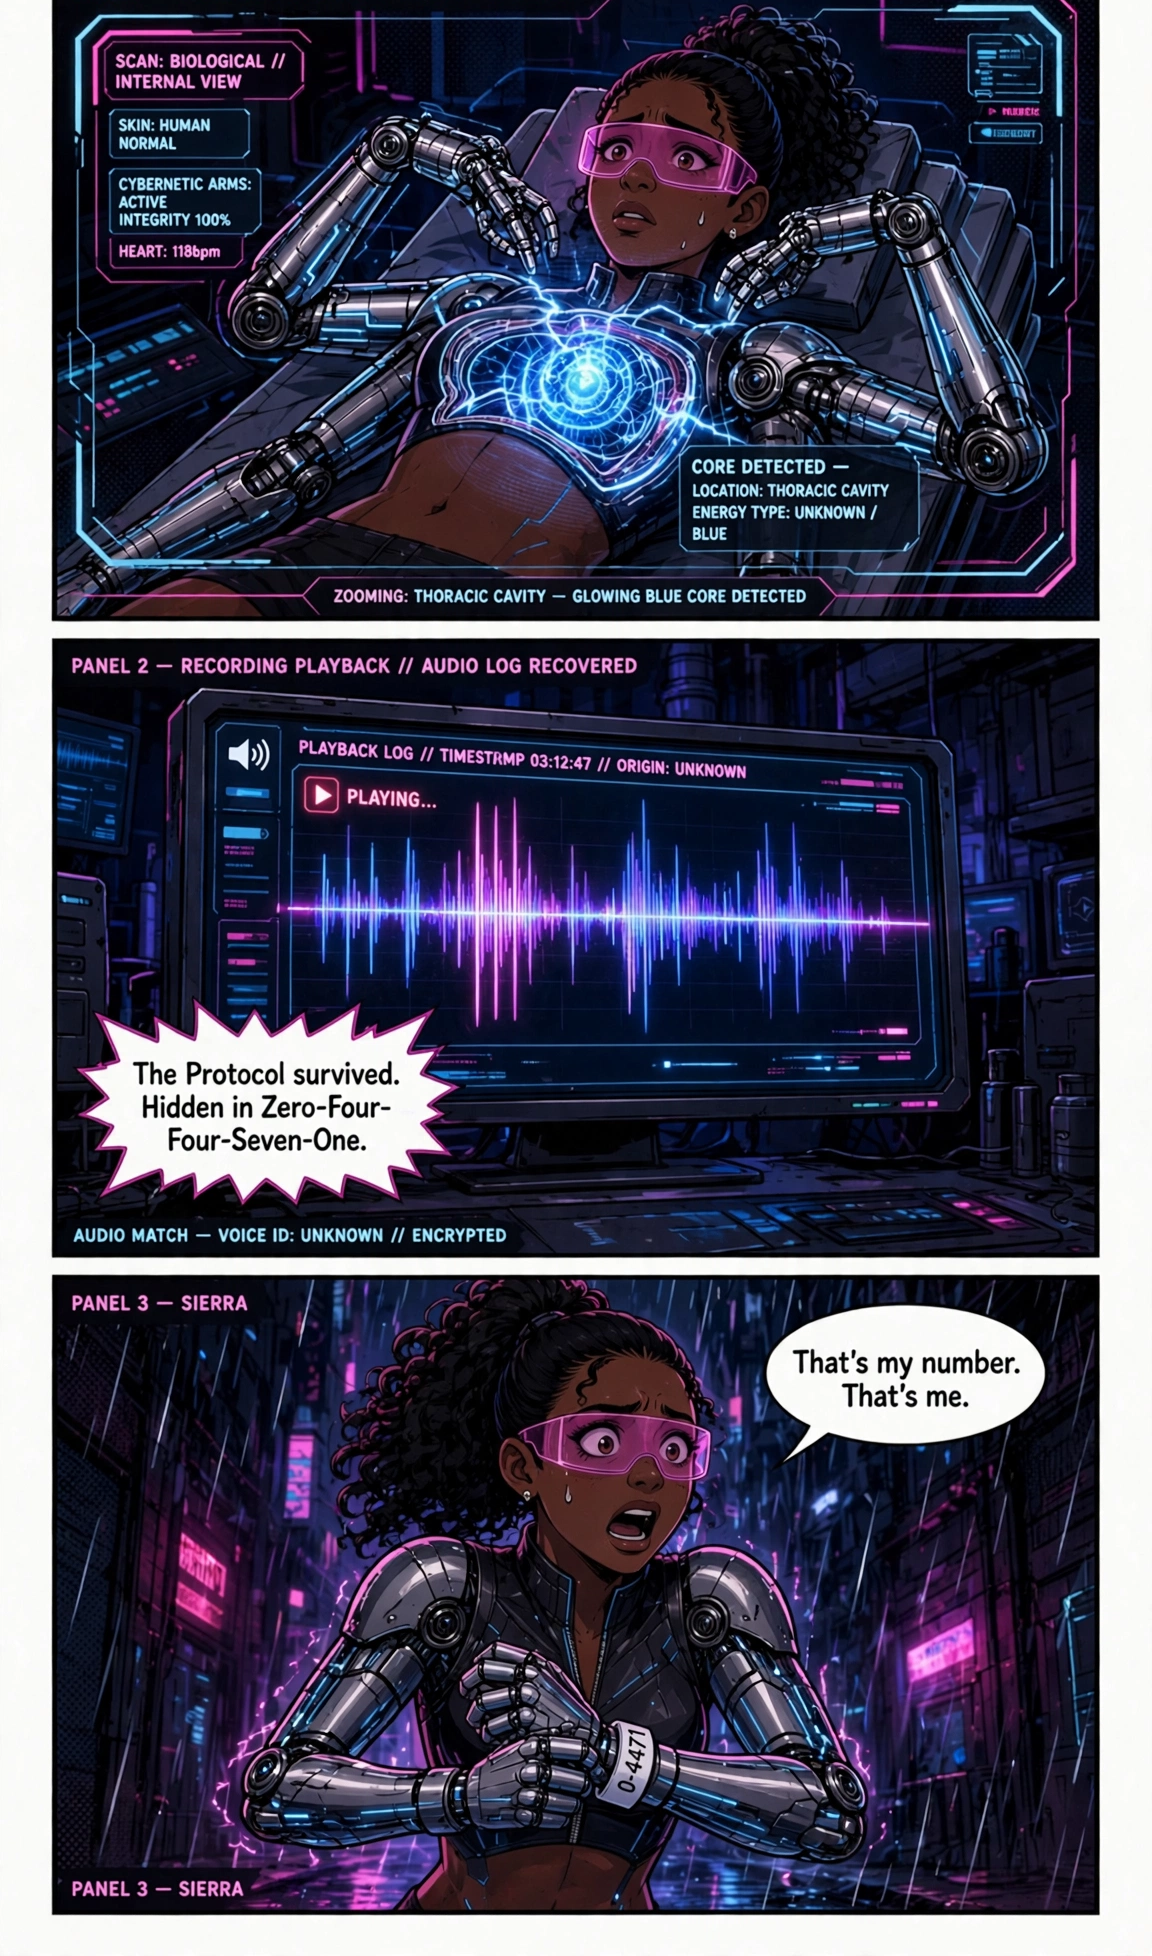 SCAN: BIOLOGICAL //
INTERNAL VIEW
SKIN: HUMAN
NORMAL
CYBERNETIC ARMS:
ACTIVE
INTEGRITY 100%
HEART: 118bpm
CORE DETECTED —
LOCATION: THORACIC CAVITY
ENERGY TYPE: UNKNOWN /
BLUE
ZOOMING: THORACIC CAVITY — GLOWING BLUE CORE DETECTED
PANEL 2 — RECORDING PLAYBACK // AUDIO LOG RECOVERED
PLAYBACK LOG // TIMESTRMP 03:12:47 // ORIGIN: UNKNOWN
PLAYING...
The Protocol survived.
Hidden in Zero-Four-
Four-Seven-One.
AUDIO MATCH — VOICE ID: UNKNOWN // ENCRYPTED
PANEL 3 — SIERRA
That's my number.
That's me.
0-4471
PANEL 3 — SIERRA